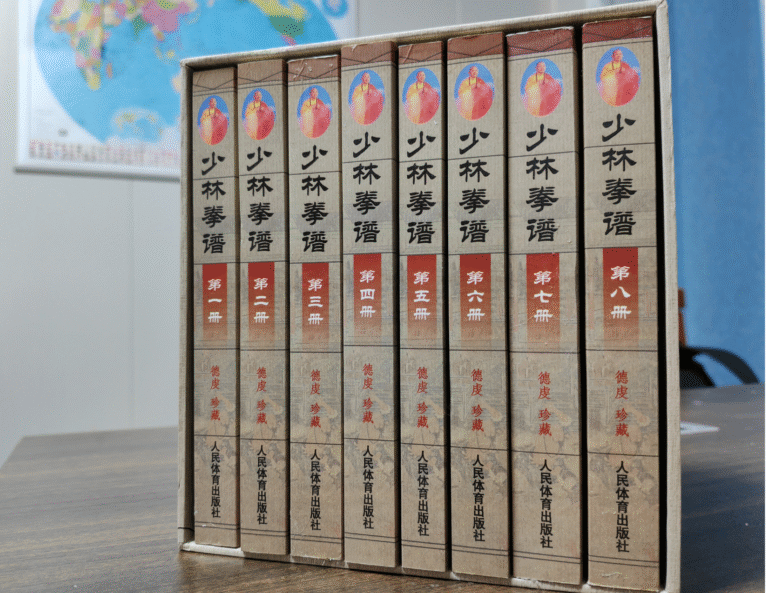 少林拳谱
第一册
德虔 珍藏
人民体育出版社
少林拳谱
第二册
德虔 珍藏
人民体育出版社
少林拳谱
第三册
德虔 珍藏
人民体育出版社
少林拳谱
第四册
德虔 珍藏
人民体育出版社
少林拳谱
第五册
德虔 珍藏
人民体育出版社
少林拳谱
第六册
德虔 珍藏
人民体育出版社
少林拳谱
第七册
德虔 珍藏
人民体育出版社
少林拳谱
第八册
德虔 珍藏
人民体育出版社